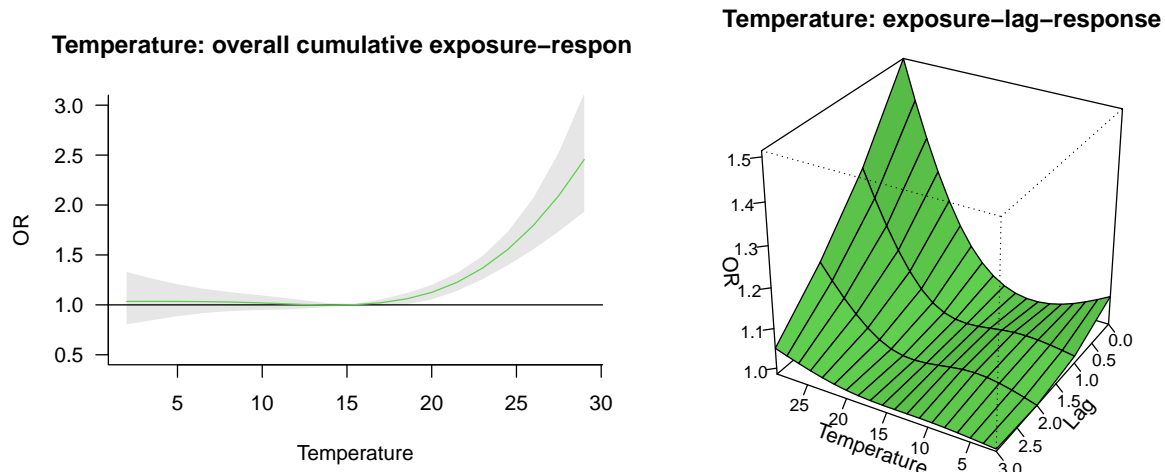 Temperature: overall cumulative exposure−respon
3.0
2.5
2.0
1.5
1.0
0.5
OR
5 10 15 20 25 30
Temperature
Temperature: exposure−lag−response
1.5
1.4
1.3
1.2
1.1
1.0
OR
25 20 15 10 5
Temperature
0.0
0.5
1.0
1.5
2.0
2.5
3.0
Lag